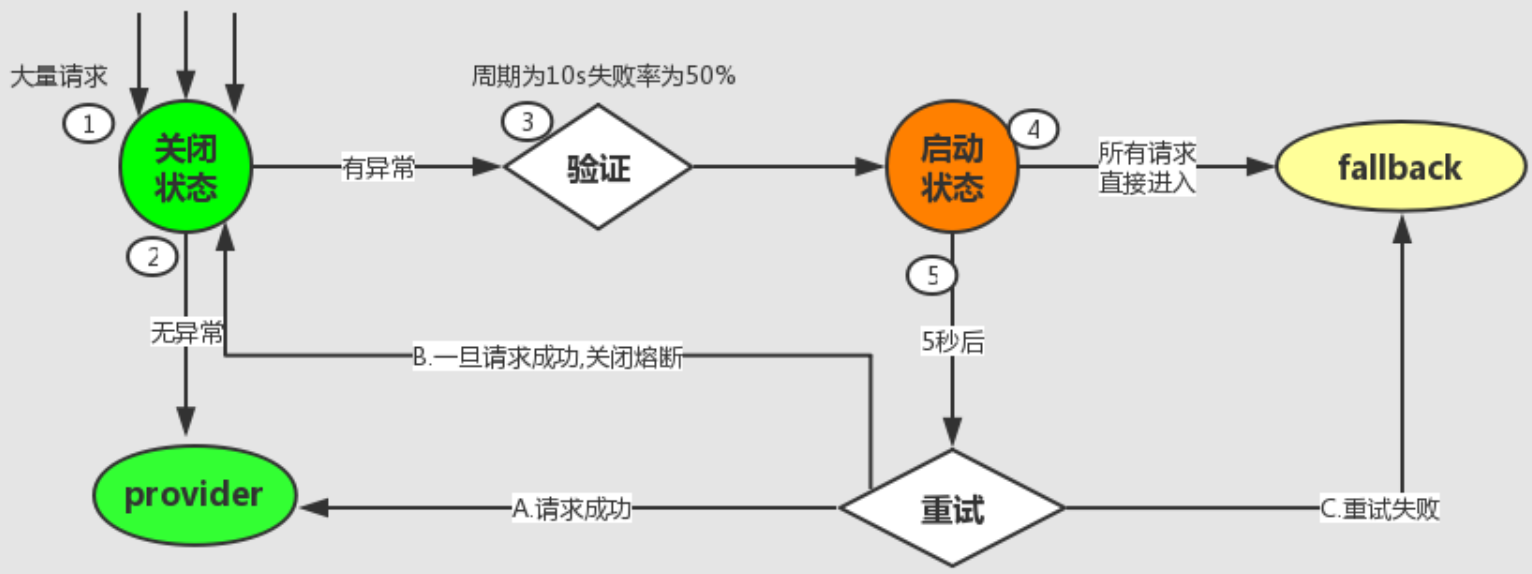 大量请求
周期为10s失败率为50%
1
关闭
状态
有异常
3
验证
启动
状态
4
所有请求
直接进入
fallback
2
无异常
5
5秒后
B.一旦请求成功,关闭熔断
provider
A.请求成功
重试
C.重试失败